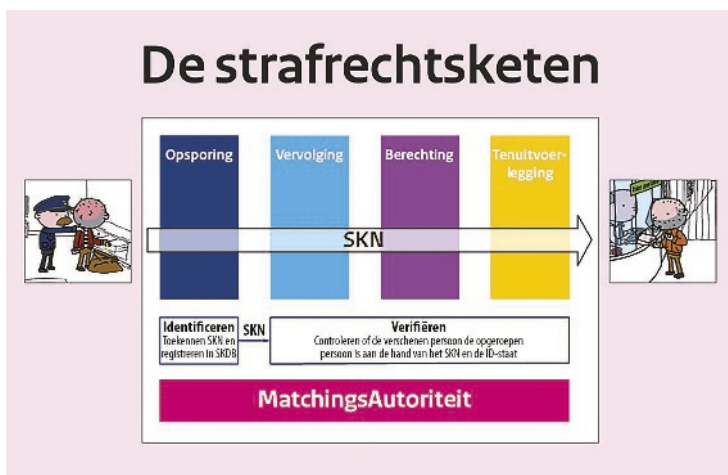 De strafrechtsketen
Opsporing
Vervolging
Berechting
Tenuitvoer-
legging
SKN
Identificeren
Toekennen SKN en
registreren in SKDB
SKN
Verifiëren
Controleren of de verschenen persoon de opgeroepen
persoon is aan de hand van het SKN en de ID-staat
MatchingsAutoriteit